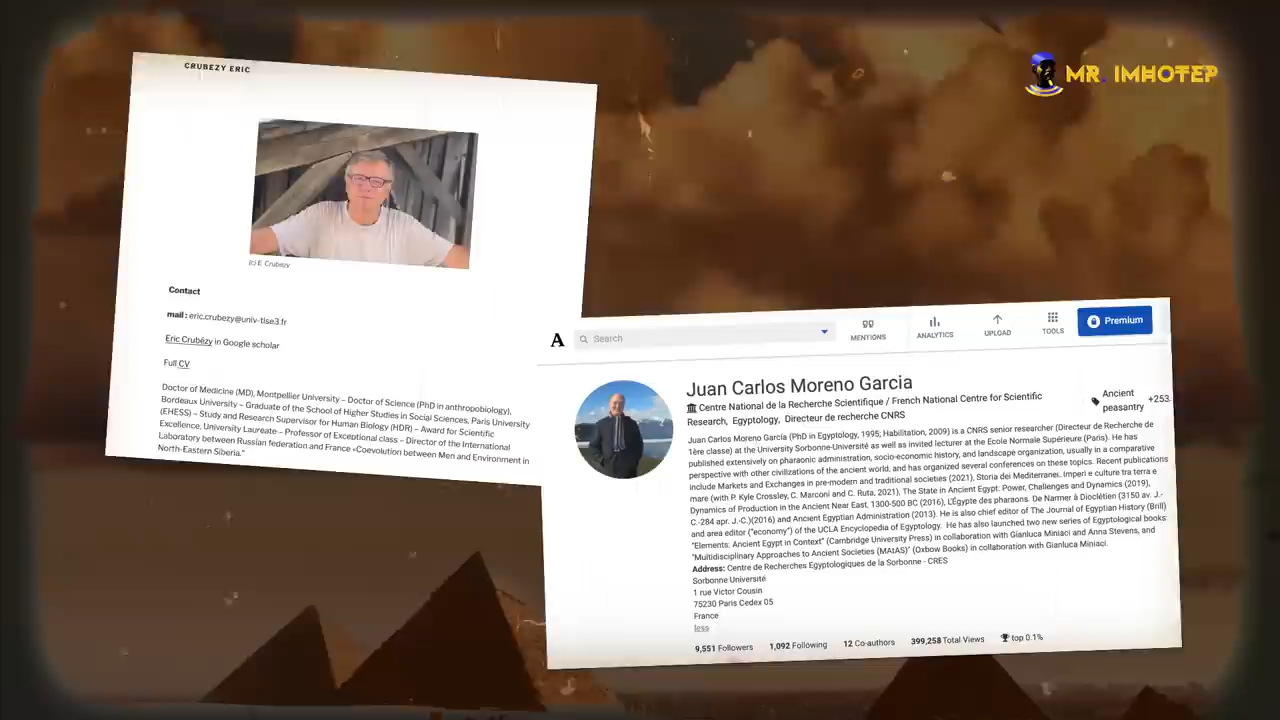 MR. IMHOTEP
CRUBEZY ERIC
(c) E. Crubezy
Contact
mail : eric.crubezy@univ-tlse3.fr
Eric Crubézy in Google scholar
Full CV
Doctor of Medicine (MD), Montpellier University – Doctor of Science (PhD in anthropobiology),
Bordeaux University – Graduate of the School of Higher Studies in Social Sciences, Paris University
(EHESS) – Study and Research Supervisor for Human Biology (HDR) – Award for Scientific
Excellence, University Laureate – Professor of Exceptional class – Director of the International
Laboratory between Russian federation and France «Coevolution between Men and Environment in
North-Eastern Siberia."
A
Search
MENTIONS
ANALYTICS
UPLOAD
TOOLS
Premium
Juan Carlos Moreno Garcia
Centre National de la Recherche Scientifique / French National Centre for Scientific
Research, Egyptology, Directeur de recherche CNRS
Ancient
peasantry
+253
Juan Carlos Moreno García (PhD in Egyptology, 1995; Habilitation, 2009) is a CNRS senior researcher (Directeur de Recherche de
1ère classe) at the University Sorbonne-Université as well as invited lecturer at the Ecole Normale Supérieure (Paris). He has
published extensively on pharaonic administration, socio-economic history, and landscape organization, usually in a comparative
perspective with other civilizations of the ancient world, and has organized several conferences on these topics. Recent publications
include Markets and Exchanges in pre-modern and traditional societies (2021), Storia dei Mediterranei. Imperi e cultura tra terra e
mare (with P. Kyle Crossley, C. Marconi and C. Ruta, 2021), The State in Ancient Egypt: Power, Challenges and Dynamics (2019),
Dynamics of Production in the Ancient Near East, 1300-500 BC (2016), L'Égypte des pharaons. De Narmer à Dioclétien (3150 av. J.-
C.-284 apr. J.-C.)(2016) and Ancient Egyptian Administration (2013). He is also chief editor of The Journal of Egyptian History (Brill)
and area editor ("economy") of the UCLA Encyclopedia of Egyptology. He has also launched two new series of Egyptological books:
"Elements: Ancient Egypt in Context" (Cambridge University Press) in collaboration with Gianluca Miniaci and Anna Stevens, and
"Multidisciplinary Approaches to Ancient Societies (MAtAS)" (Oxbow Books) in collaboration with Gianluca Miniaci.
Address: Centre de Recherches Egyptologiques de la Sorbonne - CRES
Sorbonne Université
1 rue Victor Cousin
75230 Paris Cedex 05
France
less
9,551 Followers
1,092 Following
12 Co-authors
399,258 Total Views
top 0.1%